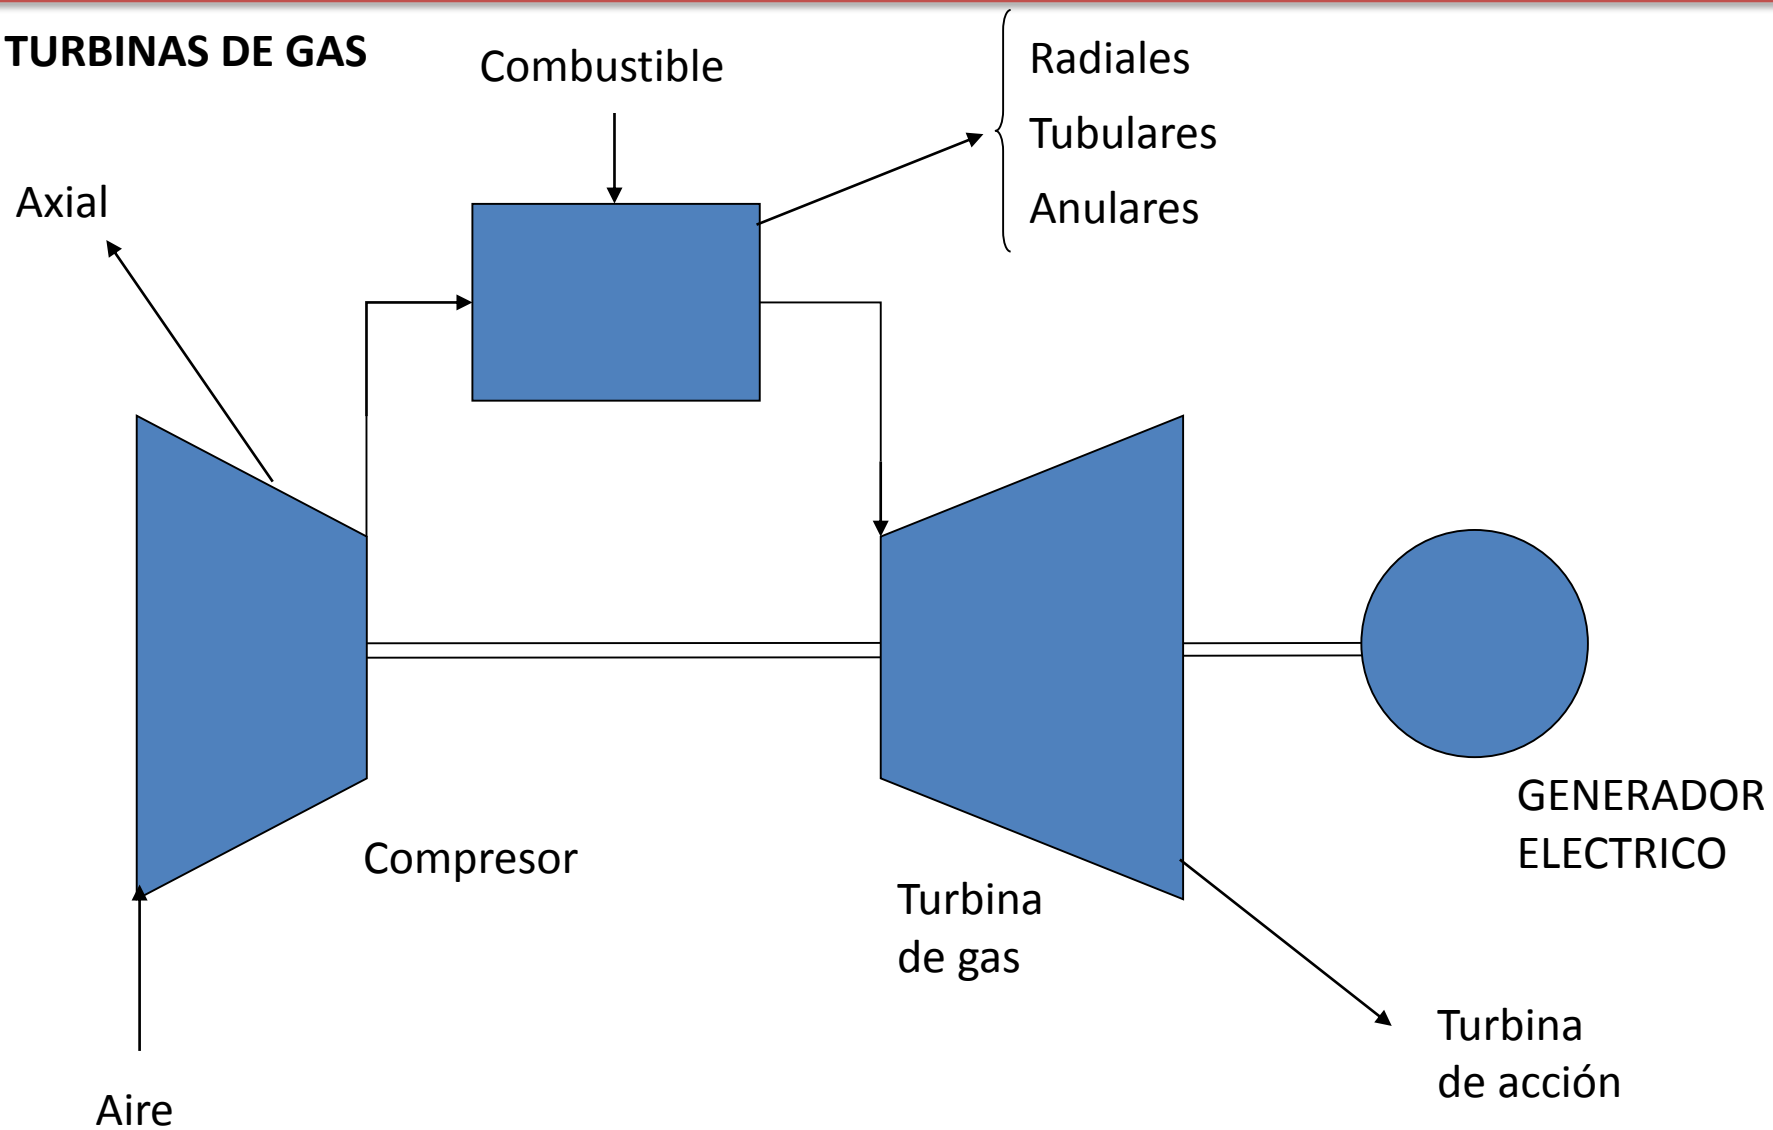 TURBINAS DE GAS
Combustible
Radiales
Tubulares
Anulares
Axial
Compresor
Turbina
de gas
GENERADOR
ELECTRICO
Turbina
de acción
Aire